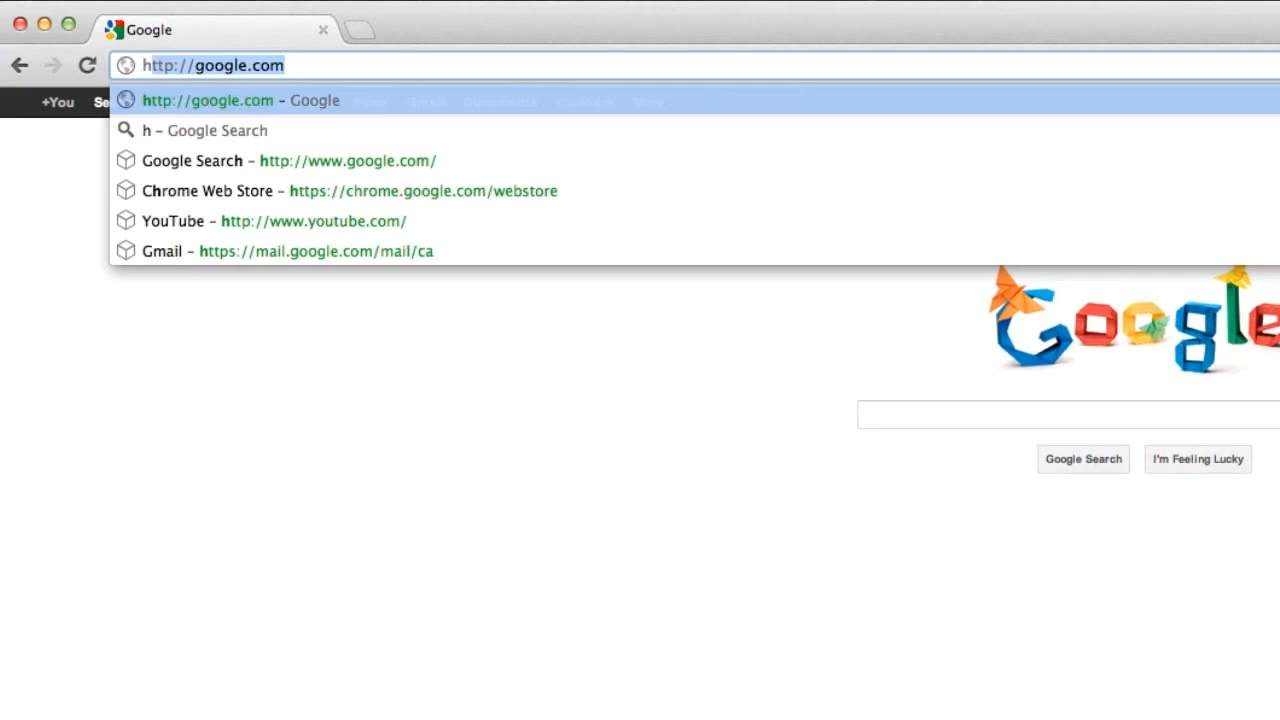 Google
http://google.com
+You Se
http://google.com – Google
h – Google Search
Google Search – http://www.google.com/
Chrome Web Store – https://chrome.google.com/webstore
YouTube – http://www.youtube.com/
Gmail – https://mail.google.com/mail/ca
Google
Google Search I'm Feeling Lucky